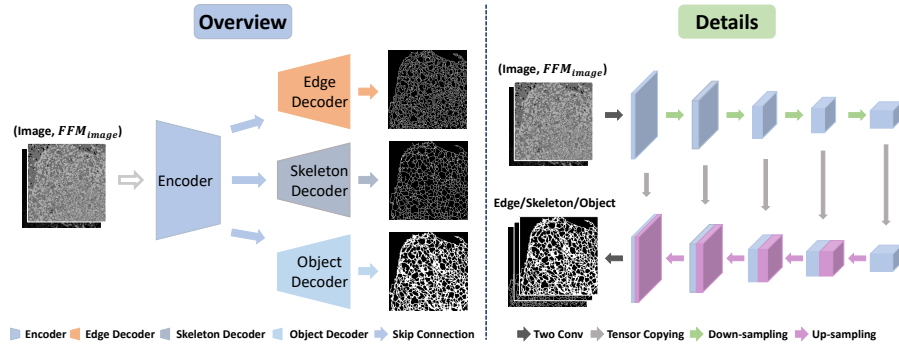 Overview
(Image, FFM_image)
Encoder
Edge
Decoder
Skeleton
Decoder
Object
Decoder
Encoder Edge Decoder Skeleton Decoder Object Decoder Skip Connection
Details
(Image, FFM_image)
Edge/Skeleton/Object
Two Conv Tensor Copying Down-sampling Up-sampling